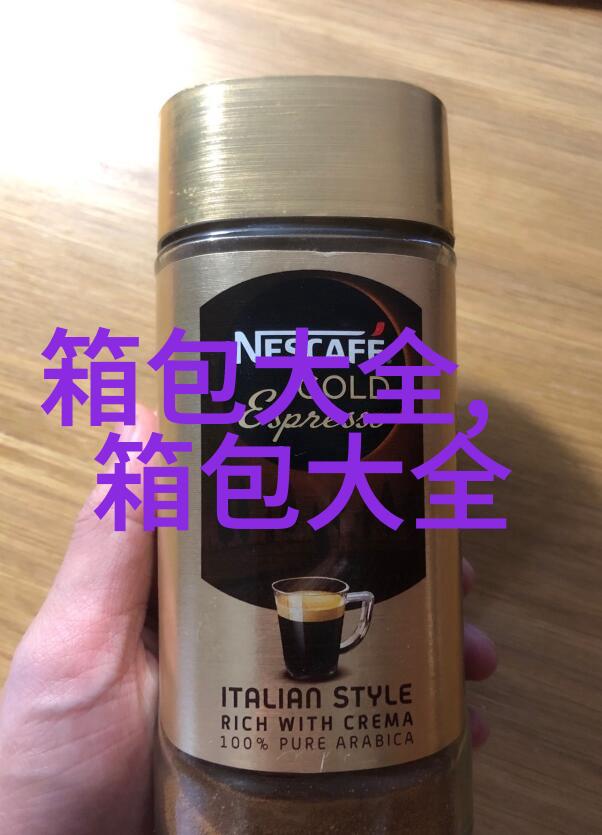 NESCAFÉ
GOLD
Espresso
箱包大全,
箱包大全
ITALIAN STYLE
RICH WITH CREMA
100% PURE ARABICA